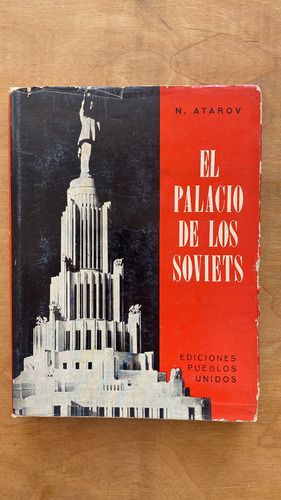 N. ATAROV
EL
PALACIO
DE LOS
SOVIETS
EDICIONES
PUEBLOS
UNIDOS